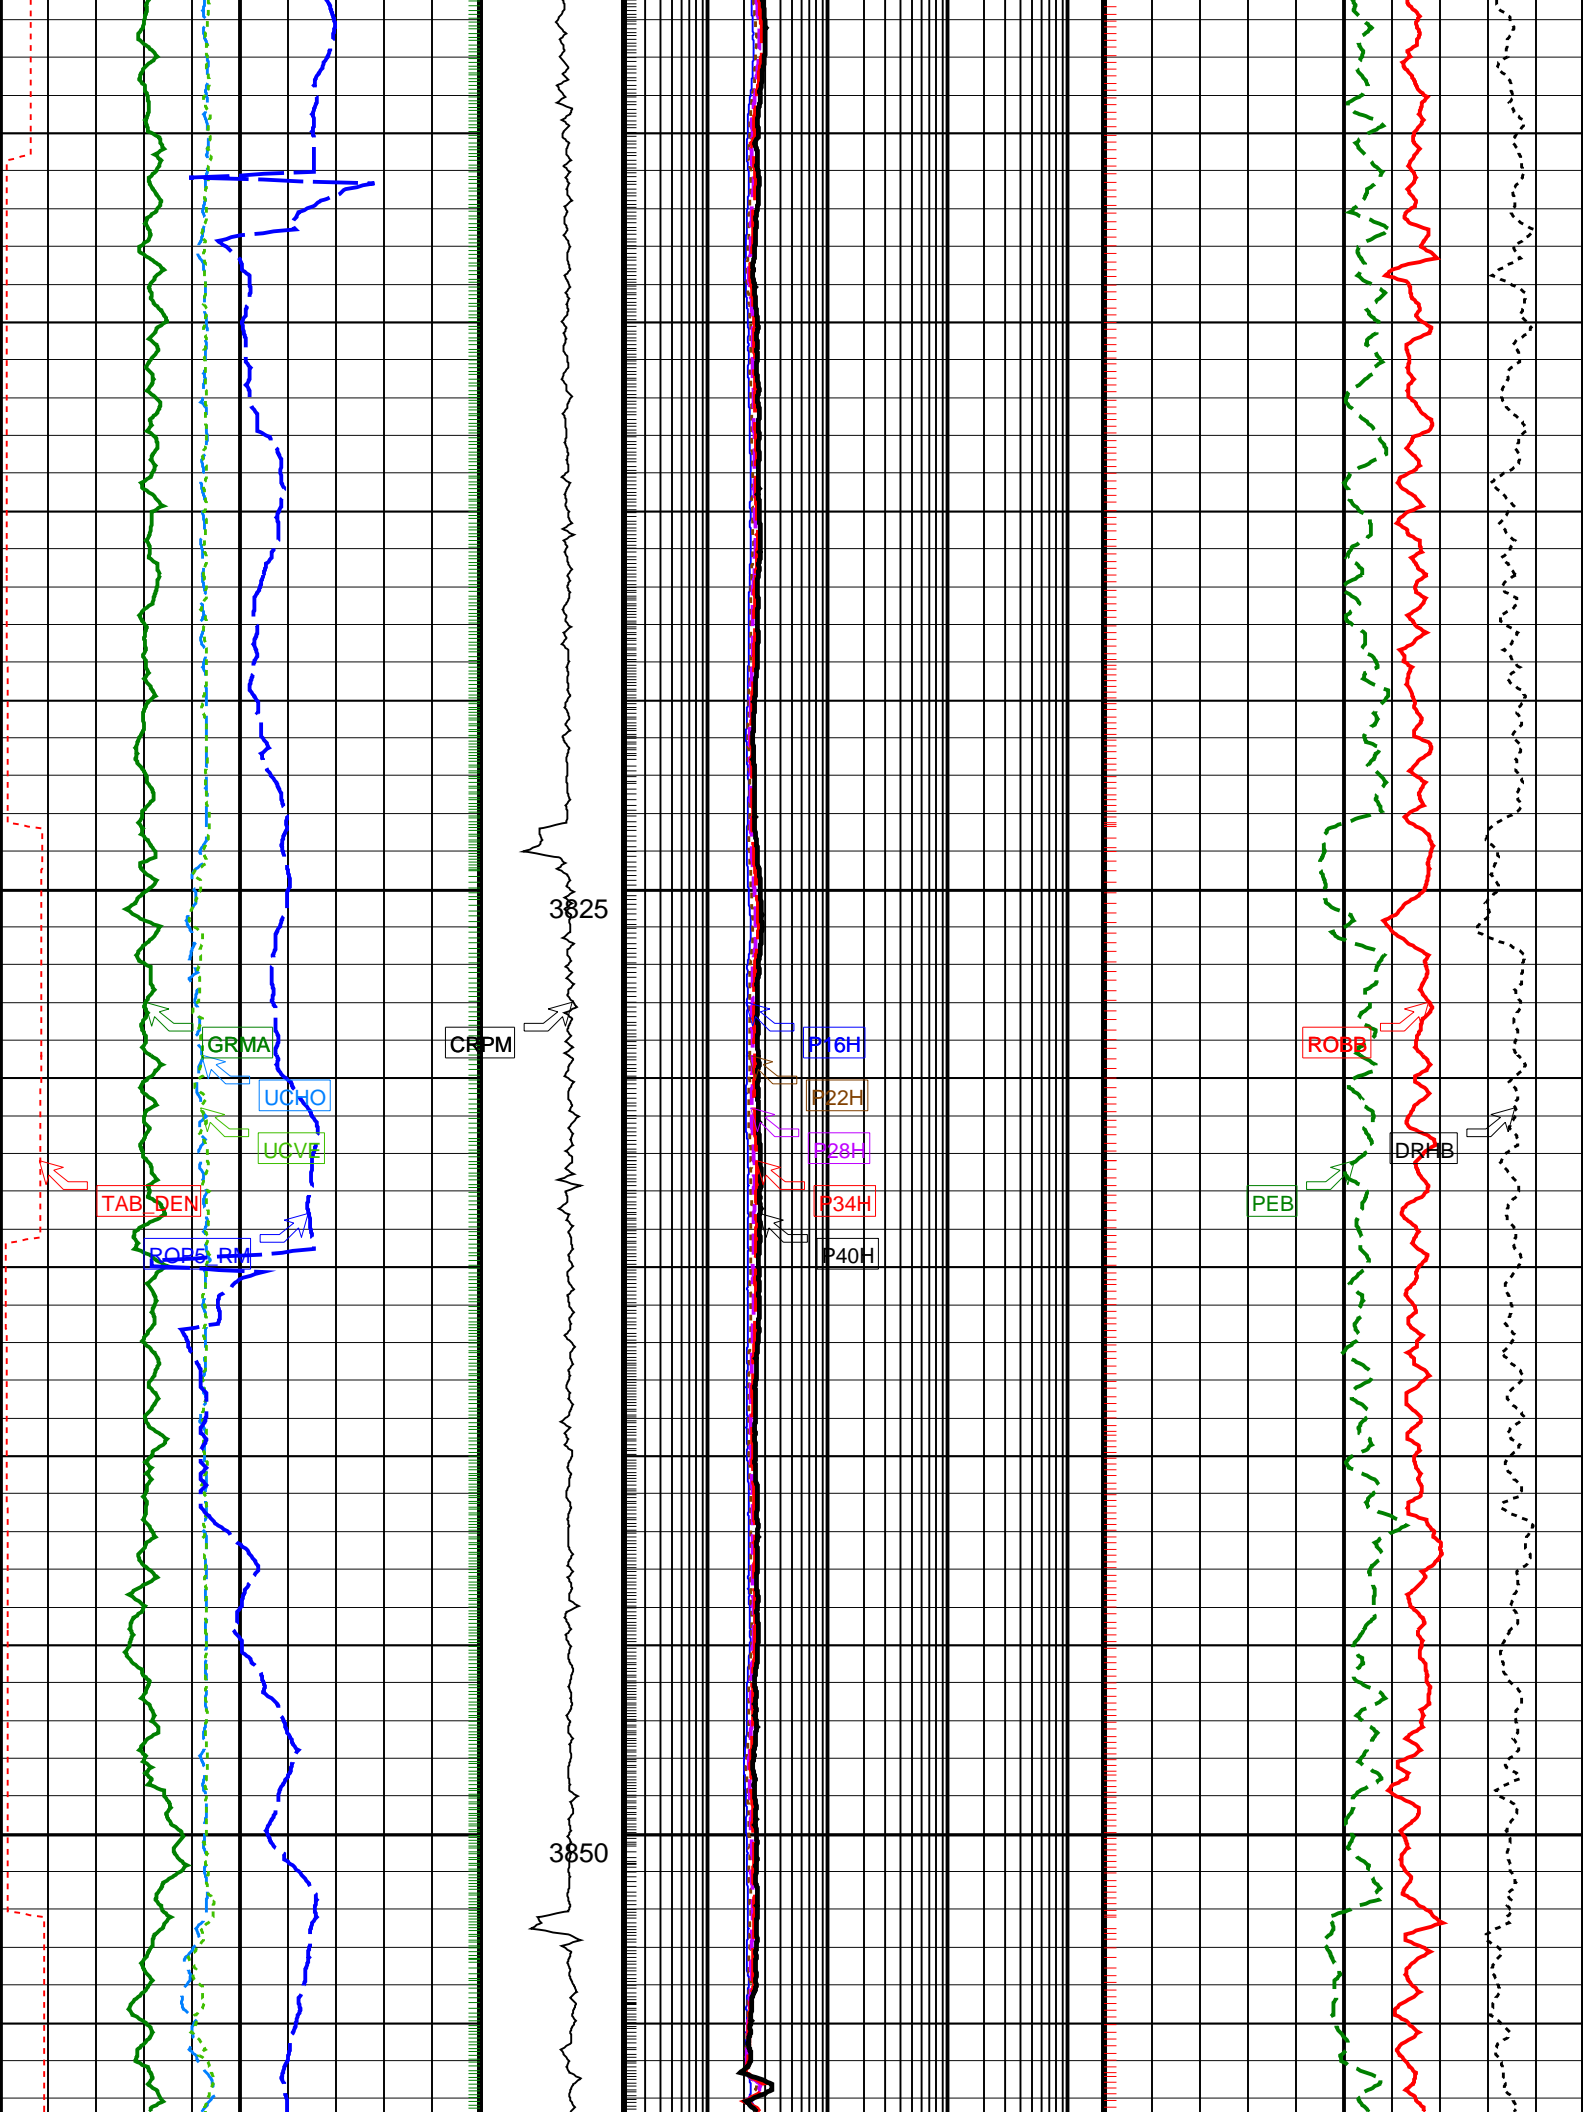 3825
GRMA
CRPM
P16H
ROBB
UCHO
P22H
UCVE
P28H
DRHB
TAB_DEN
P34H
PEB
ROP5_RM
P40H
3850